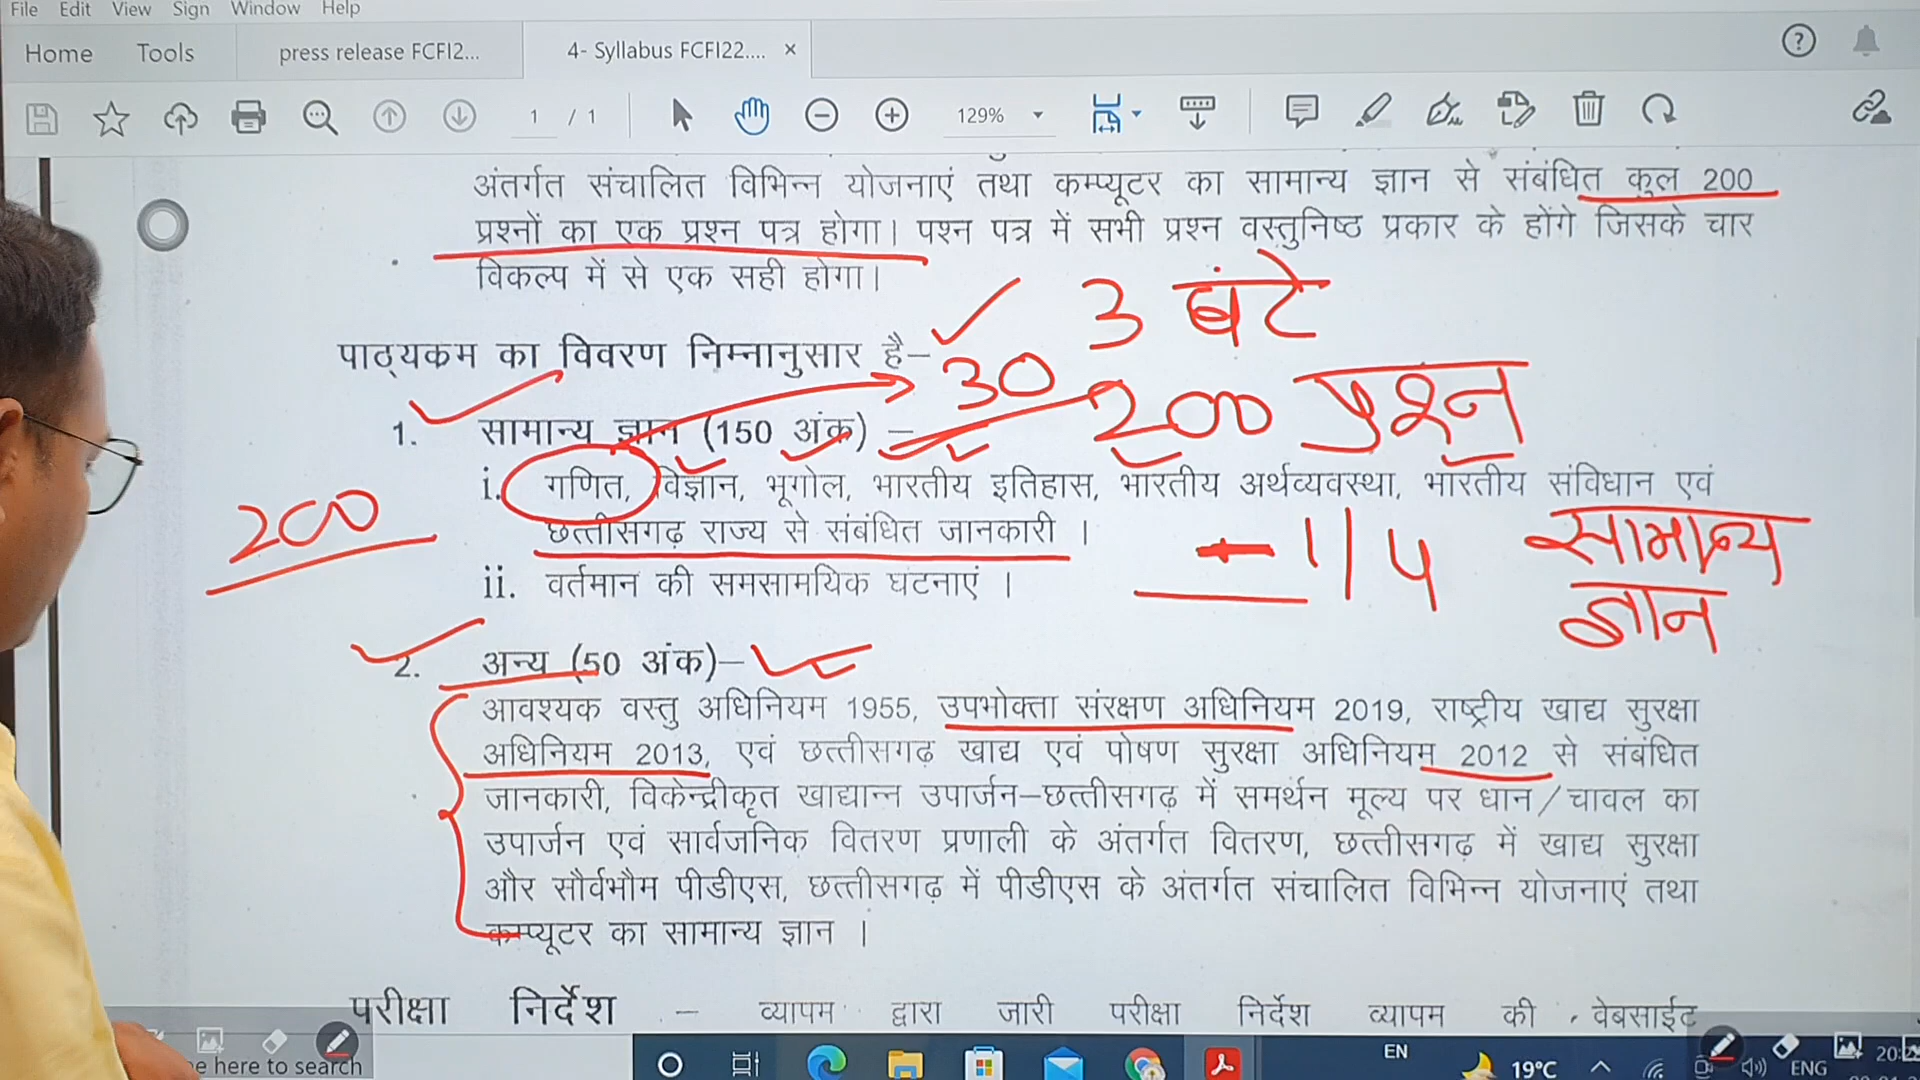 File Edit View Sign Window Help
Home Tools press release FCFI2... 4- Syllabus FCFI22.... ×
1 / 1 129%
अंतर्गत संचालित विभिन्न योजनाएं तथा कम्प्यूटर का सामान्य ज्ञान से संबंधित कुल 200
प्रश्नों का एक प्रश्न पत्र होगा। पश्न पत्र में सभी प्रश्न वस्तुनिष्ठ प्रकार के होंगे जिसके चार
विकल्प में से एक सही होगा।
3 घंटे
पाठ्यकम का विवरण निम्नानुसार है–
30
200 प्रश्न
1. सामान्य ज्ञान (150 अंक) –
i. गणित, विज्ञान, भूगोल, भारतीय इतिहास, भारतीय अर्थव्यवस्था, भारतीय संविधान एवं
200
छत्तीसगढ़ राज्य से संबंधित जानकारी ।
- 1/4
सामान्य
ज्ञान
ii. वर्तमान की समसामयिक घटनाएं ।
2. अन्य (50 अंक)–
आवश्यक वस्तु अधिनियम 1955, उपभोक्ता संरक्षण अधिनियम 2019, राष्ट्रीय खाद्य सुरक्षा
अधिनियम 2013, एवं छत्तीसगढ़ खाद्य एवं पोषण सुरक्षा अधिनियम 2012 से संबंधित
जानकारी, विकेन्द्रीकृत खाद्यान्न उपार्जन–छत्तीसगढ़ में समर्थन मूल्य पर धान/चावल का
उपार्जन एवं सार्वजनिक वितरण प्रणाली के अंतर्गत वितरण, छत्तीसगढ़ में खाद्य सुरक्षा
और सौर्वभौम पीडीएस, छत्तीसगढ़ में पीडीएस के अंतर्गत संचालित विभिन्न योजनाएं तथा
कम्प्यूटर का सामान्य ज्ञान ।
परीक्षा निर्देश – व्यापम द्वारा जारी परीक्षा निर्देश व्यापम की वेबसाईट
here to search
EN
19°C ENG